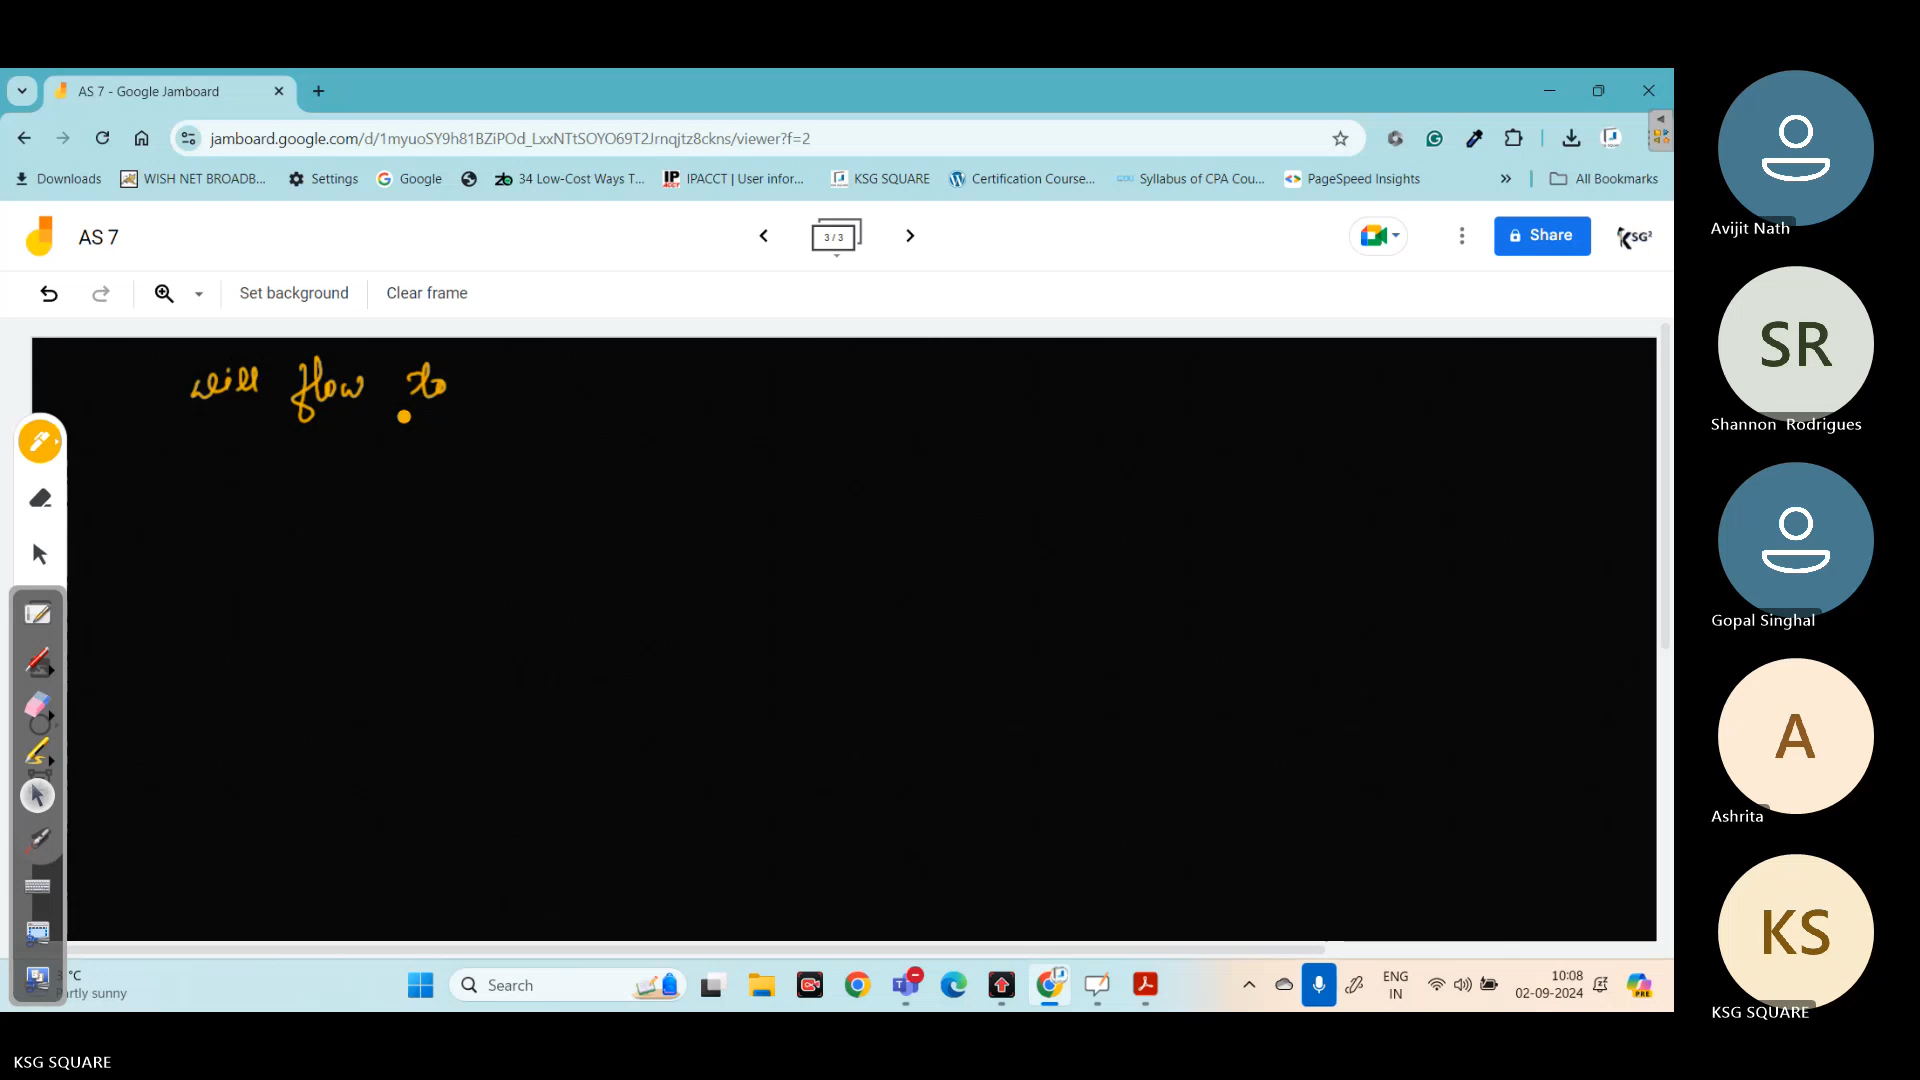 AS 7 - Google Jamboard
jamboard.google.com/d/1myuoSY9h81BZiPOd_LxxNTtSOYO69T2Jrnqjtz8ckns/viewer?f=2
Downloads WISH NET BROADB... Settings Google 34 Low-Cost Ways T... IPACCT | User infor... KSG SQUARE Certification Course... Syllabus of CPA Cou... PageSpeed Insights » All Bookmarks
AS 7
3 / 3
Share
KSG²
Set background Clear frame
will flow to
Avijit Nath
SR
Shannon Rodrigues
Gopal Singhal
A
Ashrita
KS
KSG SQUARE
Search
ENG
IN
10:08
02-09-2024
KSG SQUARE